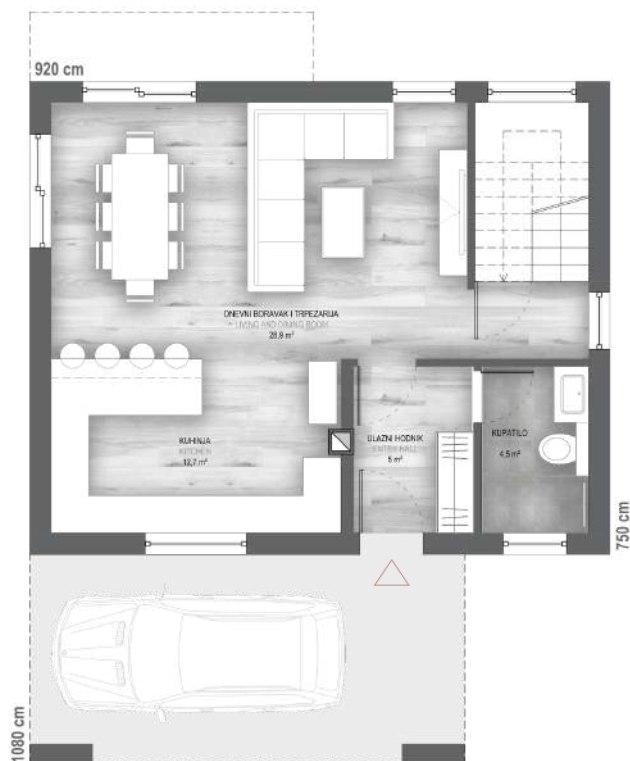 920 cm
DNEVNI BORAVAK I TRPEZARIJA
LIVING AND DINING ROOM
28,9 m²
KUHINJA
KITCHEN
12,7 m²
ULAZNI HODNIK
ENTRY HALL
5 m²
KUPATILO
4,5 m²
750 cm
1080 cm